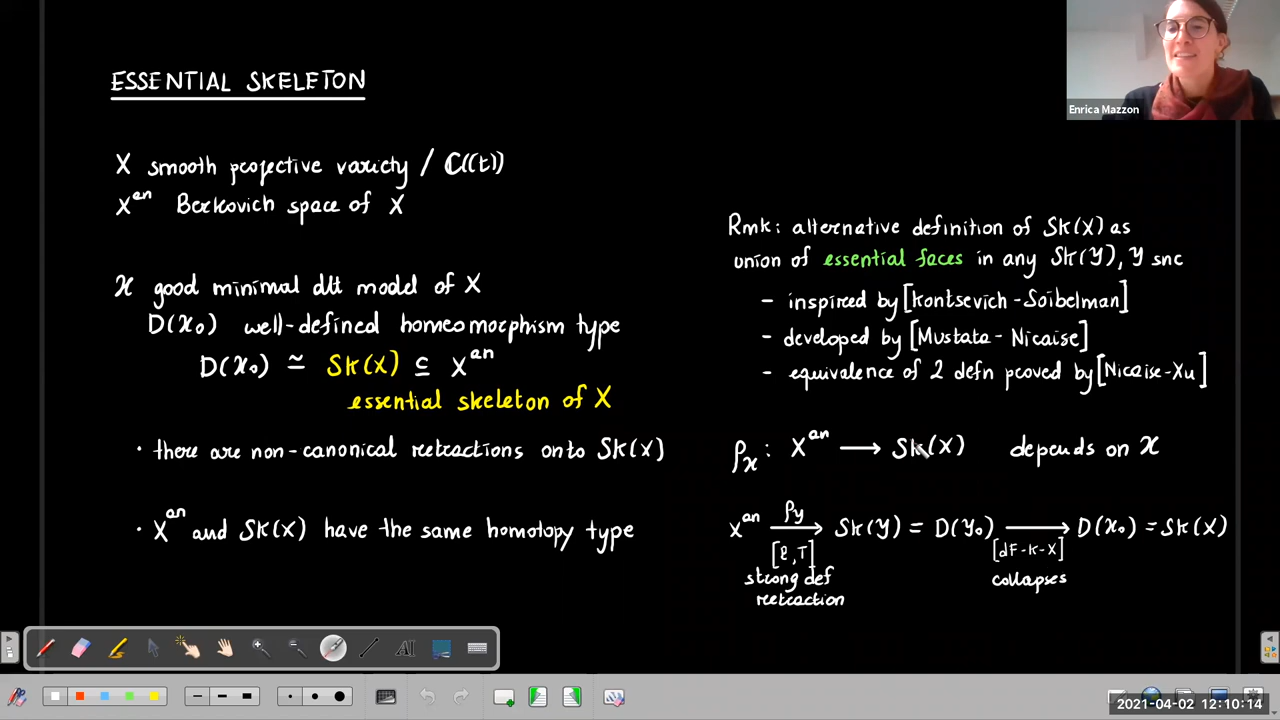 ESSENTIAL SKELETON
X smooth projective variety / ℂ((t))
X^an Berkovich space of X
𝒳 good minimal dlt model of X
D(𝒳₀) well-defined homeomorphism type
D(𝒳₀) ≃ Sk(X) ⊆ X^an
essential skeleton of X
· there are non-canonical retractions onto Sk(X)
· X^an and Sk(X) have the same homotopy type
Rmk: alternative definition of Sk(X) as
union of essential faces in any Sk(Y), Y snc
- inspired by [Kontsevich-Soibelman]
- developed by [Mustata-Nicaise]
- equivalence of 2 defn proved by [Nicaise-Xu]
ρ_𝒳 : X^an → Sk(X) depends on 𝒳
X^an → Sk(Y) = D(Y₀) → D(𝒳₀) = Sk(X)
ρ_Y
[B,T] [dF-K-X]
strong def collapses
retraction
Enrica Mazzon
AI
2021-04-02 12:10:14